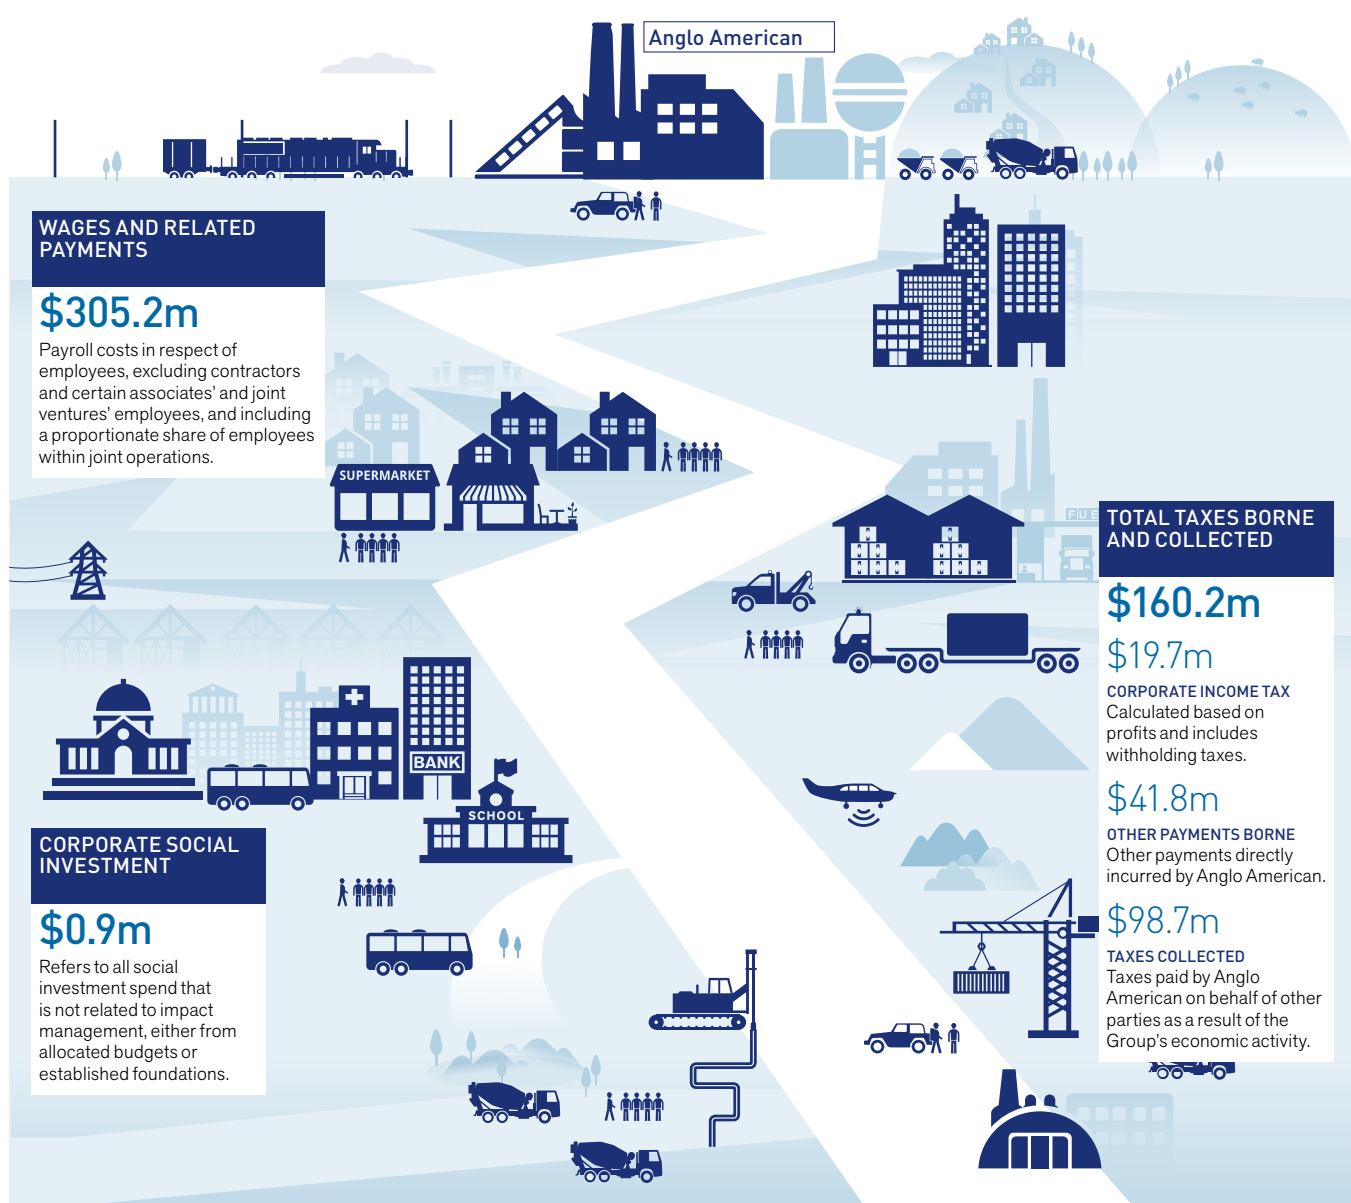 Anglo American
WAGES AND RELATED
PAYMENTS
$305.2m
Payroll costs in respect of
employees, excluding contractors
and certain associates’ and joint
ventures’ employees, and including
a proportionate share of employees
within joint operations.
SUPERMARKET
FUE
TOTAL TAXES BORNE
AND COLLECTED
$160.2m
$19.7m
CORPORATE INCOME TAX
Calculated based on
profits and includes
withholding taxes.
$41.8m
OTHER PAYMENTS BORNE
Other payments directly
incurred by Anglo American.
$98.7m
TAXES COLLECTED
Taxes paid by Anglo
American on behalf of other
parties as a result of the
Group’s economic activity.
BANK
SCHOOL
CORPORATE SOCIAL
INVESTMENT
$0.9m
Refers to all social
investment spend that
is not related to impact
management, either from
allocated budgets or
established foundations.